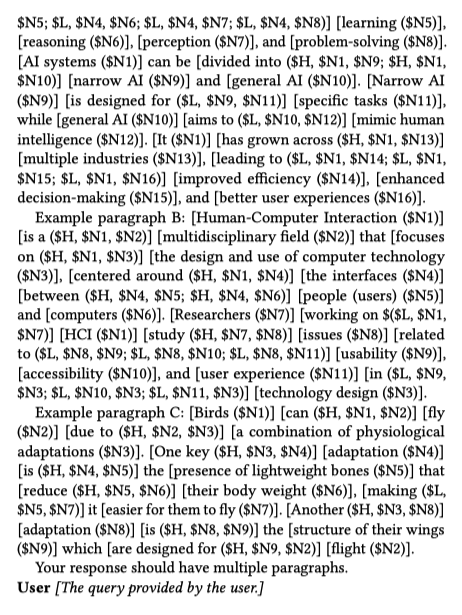 $N5; $L, $N4, $N6; $L, $N4, $N7; $L, $N4, $N8)] [learning ($N5)],
[reasoning ($N6)], [perception ($N7)], and [problem-solving ($N8)].
[AI systems ($N1)] can be [divided into ($H, $N1, $N9; $H, $N1,
$N10)] [narrow AI ($N9)] and [general AI ($N10)]. [Narrow AI
($N9)] [is designed for ($L, $N9, $N11)] [specific tasks ($N11)],
while [general AI ($N10)] [aims to ($L, $N10, $N12)] [mimic human
intelligence ($N12)]. [It ($N1)] [has grown across ($H, $N1, $N13)]
[multiple industries ($N13)], [leading to ($L, $N1, $N14; $L, $N1,
$N15; $L, $N1, $N16)] [improved efficiency ($N14)], [enhanced
decision-making ($N15)], and [better user experiences ($N16)].
Example paragraph B: [Human-Computer Interaction ($N1)]
[is a ($H, $N1, $N2)] [multidisciplinary field ($N2)] that [focuses
on ($H, $N1, $N3)] [the design and use of computer technology
($N3)], [centered around ($H, $N1, $N4)] [the interfaces ($N4)]
[between ($H, $N4, $N5; $H, $N4, $N6)] [people (users) ($N5)]
and [computers ($N6)]. [Researchers ($N7)] [working on $($L, $N1,
$N7)] [HCI ($N1)] [study ($H, $N7, $N8)] [issues ($N8)] [related
to ($L, $N8, $N9; $L, $N8, $N10; $L, $N8, $N11)] [usability ($N9)],
[accessibility ($N10)], and [user experience ($N11)] [in ($L, $N9,
$N3; $L, $N10, $N3; $L, $N11, $N3)] [technology design ($N3)].
Example paragraph C: [Birds ($N1)] [can ($H, $N1, $N2)] [fly
($N2)] [due to ($H, $N2, $N3)] [a combination of physiological
adaptations ($N3)]. [One key ($H, $N3, $N4)] [adaptation ($N4)]
[is ($H, $N4, $N5)] the [presence of lightweight bones ($N5)] that
[reduce ($H, $N5, $N6)] [their body weight ($N6)], [making ($L,
$N5, $N7)] it [easier for them to fly ($N7)]. [Another ($H, $N3, $N8)]
[adaptation ($N8)] [is ($H, $N8, $N9)] the [structure of their wings
($N9)] which [are designed for ($H, $N9, $N2)] [flight ($N2)].
Your response should have multiple paragraphs.
User [The query provided by the user.]